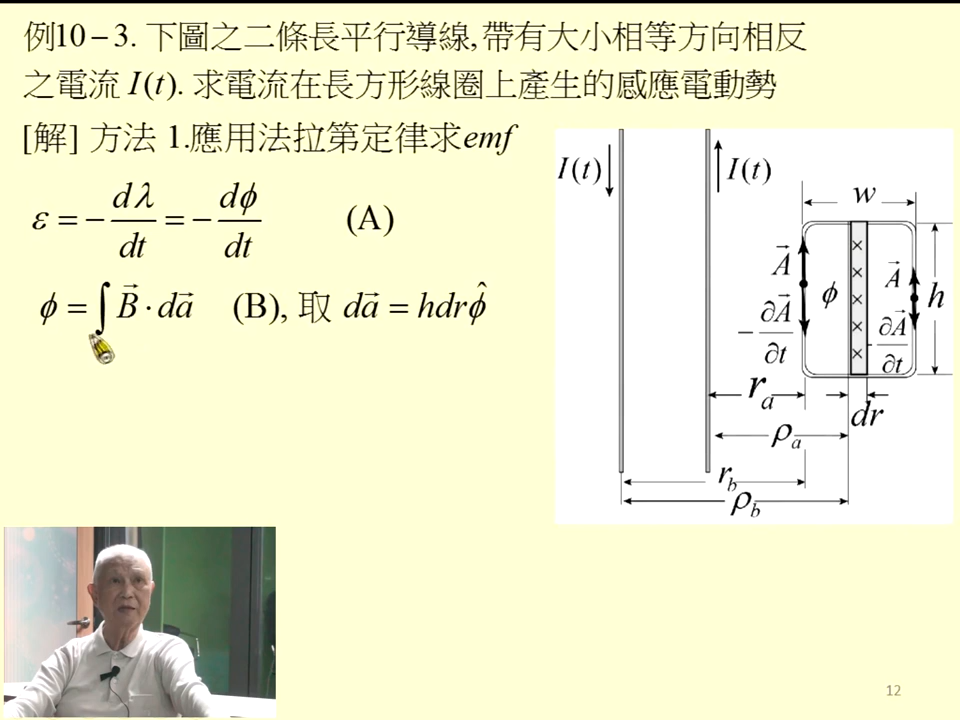 例10－3. 下圖之二條長平行導線,帶有大小相等方向相反
之電流 I(t). 求電流在長方形線圈上產生的感應電動勢
[解] 方法 1.應用法拉第定律求emf
ε = − dλ/dt = − dϕ/dt (A)
ϕ = ∫ B⃗ · da⃗ (B), 取 da⃗ = hdrϕ̂
I(t) I(t)
w
A⃗ ϕ × × × × × A⃗ h
− ∂A⃗/∂t − ∂A⃗/∂t
rₐ dr
ρₐ
r_b
ρ_b
12